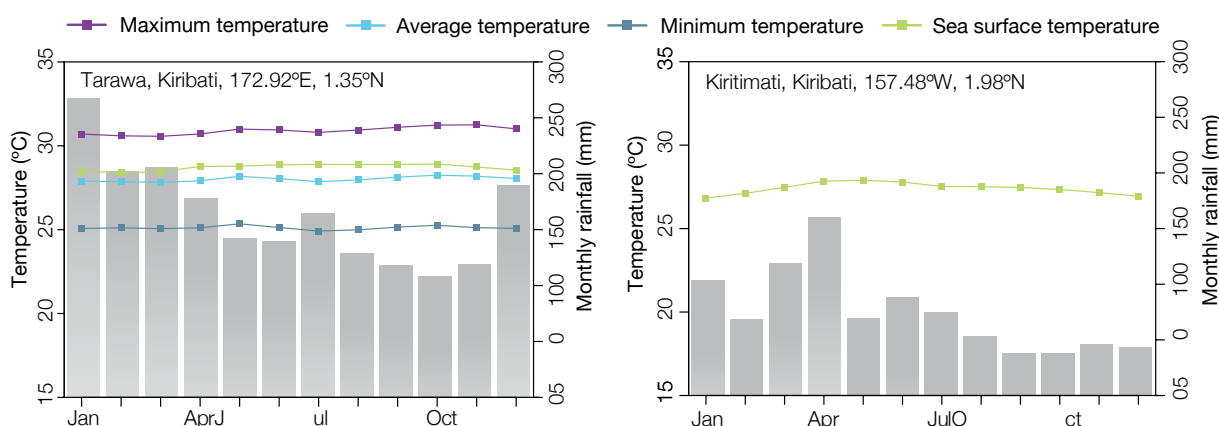 Maximum temperature Average temperature Minimum temperature Sea surface temperature
Tarawa, Kiribati, 172.92ºE, 1.35ºN
Temperature (ºC)
35
30
25
20
15
Monthly rainfall (mm)
300
250
200
150
100
0
05
Jan AprJ ul Oct
Kiritimati, Kiribati, 157.48ºW, 1.98ºN
Temperature (ºC)
35
30
25
20
15
Monthly rainfall (mm)
300
250
200
150
100
0
05
Jan Apr JulO ct